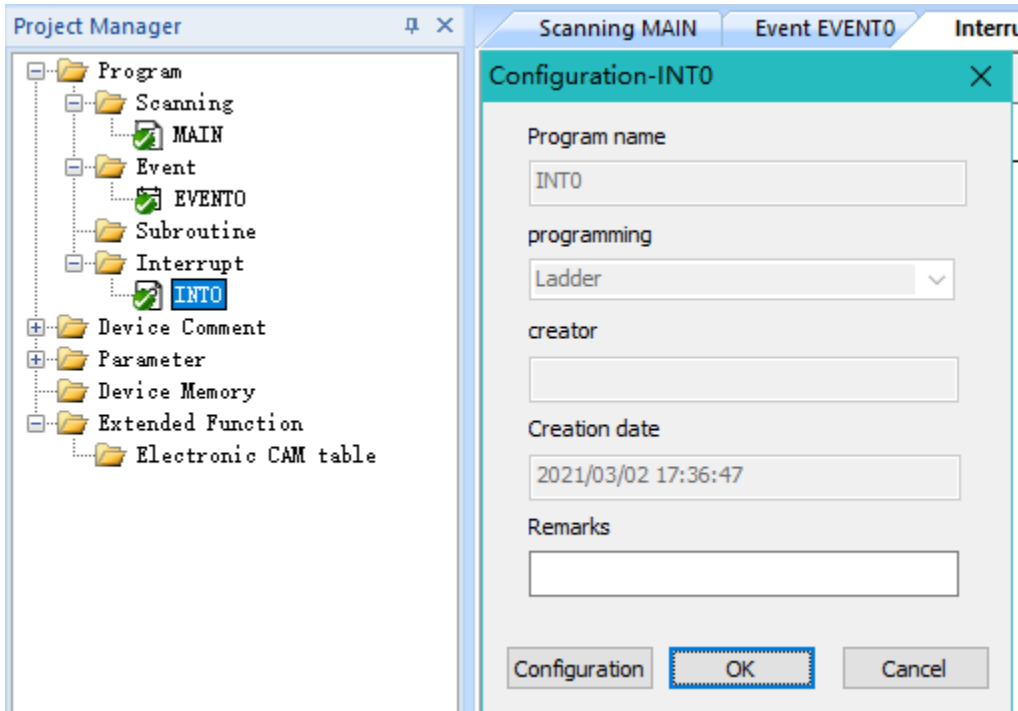 Project Manager
Program
Scanning
MAIN
Event
EVENT0
Subroutine
Interrupt
INT0
Device Comment
Parameter
Device Memory
Extended Function
Electronic CAM table
Scanning MAIN
Event EVENT0
Interru
Configuration-INT0
Program name
INT0
programming
Ladder
creator
Creation date
2021/03/02 17:36:47
Remarks
Configuration
OK
Cancel